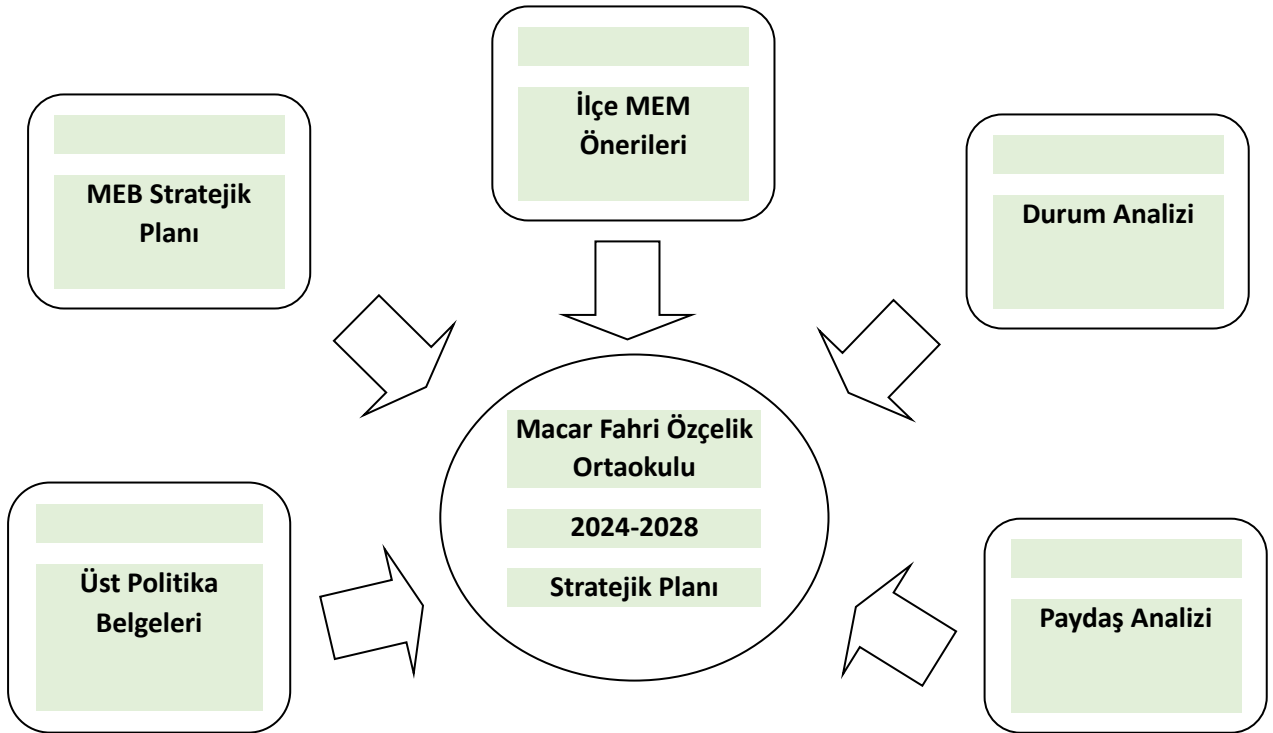 İlçe MEM
Önerileri
MEB Stratejik
Planı
Durum Analizi
Macar Fahri Özçelik
Ortaokulu
2024-2028
Stratejik Planı
Üst Politika
Belgeleri
Paydaş Analizi